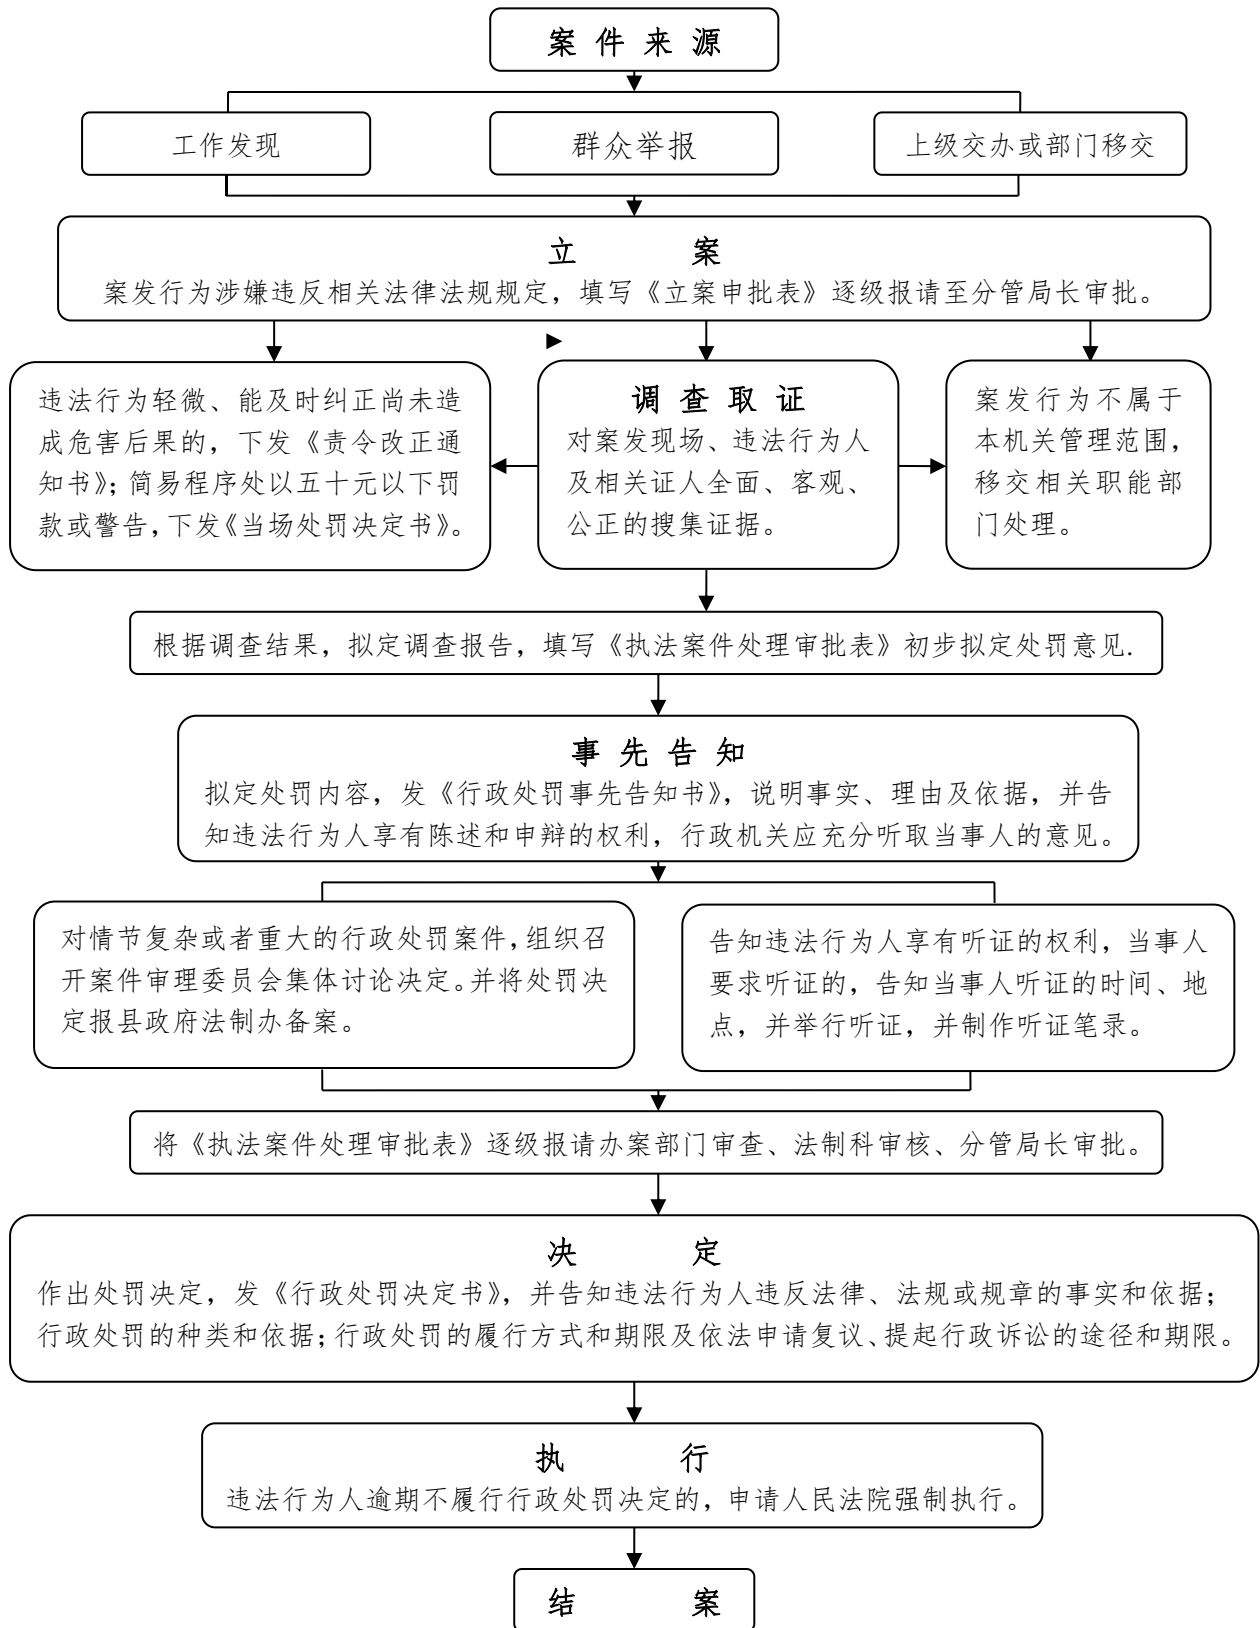 案件来源
工作发现
群众举报
上级交办或部门移交
立案
案发行为涉嫌违反相关法律法规规定，填写《立案申批表》逐级报请至分管局长审批。
违法行为轻微、能及时纠正尚未造
成危害后果的，下发《责令改正通
知书》；简易程序处以五十元以下罚
款或警告，下发《当场处罚决定书》。
调查取证
对案发现场、违法行为人
及相关证人全面、客观、
公正的搜集证据。
案发行为不属于
本机关管理范围，
移交相关职能部
门处理。
根据调查结果，拟定调查报告，填写《执法案件处理审批表》初步拟定处罚意见.
事先告知
拟定处罚内容，发《行政处罚事先告知书》，说明事实、理由及依据，并告
知违法行为人享有陈述和申辩的权利，行政机关应充分听取当事人的意见。
对情节复杂或者重大的行政处罚案件，组织召
开案件审理委员会集体讨论决定。并将处罚决
定报县政府法制办备案。
告知违法行为人享有听证的权利，当事人
要求听证的，告知当事人听证的时间、地
点，并举行听证，并制作听证笔录。
将《执法案件处理审批表》逐级报请办案部门审查、法制科审核、分管局长审批。
决定
作出处罚决定，发《行政处罚决定书》，并告知违法行为人违反法律、法规或规章的事实和依据；
行政处罚的种类和依据；行政处罚的履行方式和期限及依法申请复议、提起行政诉讼的途径和期限。
执行
违法行为人逾期不履行行政处罚决定的，申请人民法院强制执行。
结案